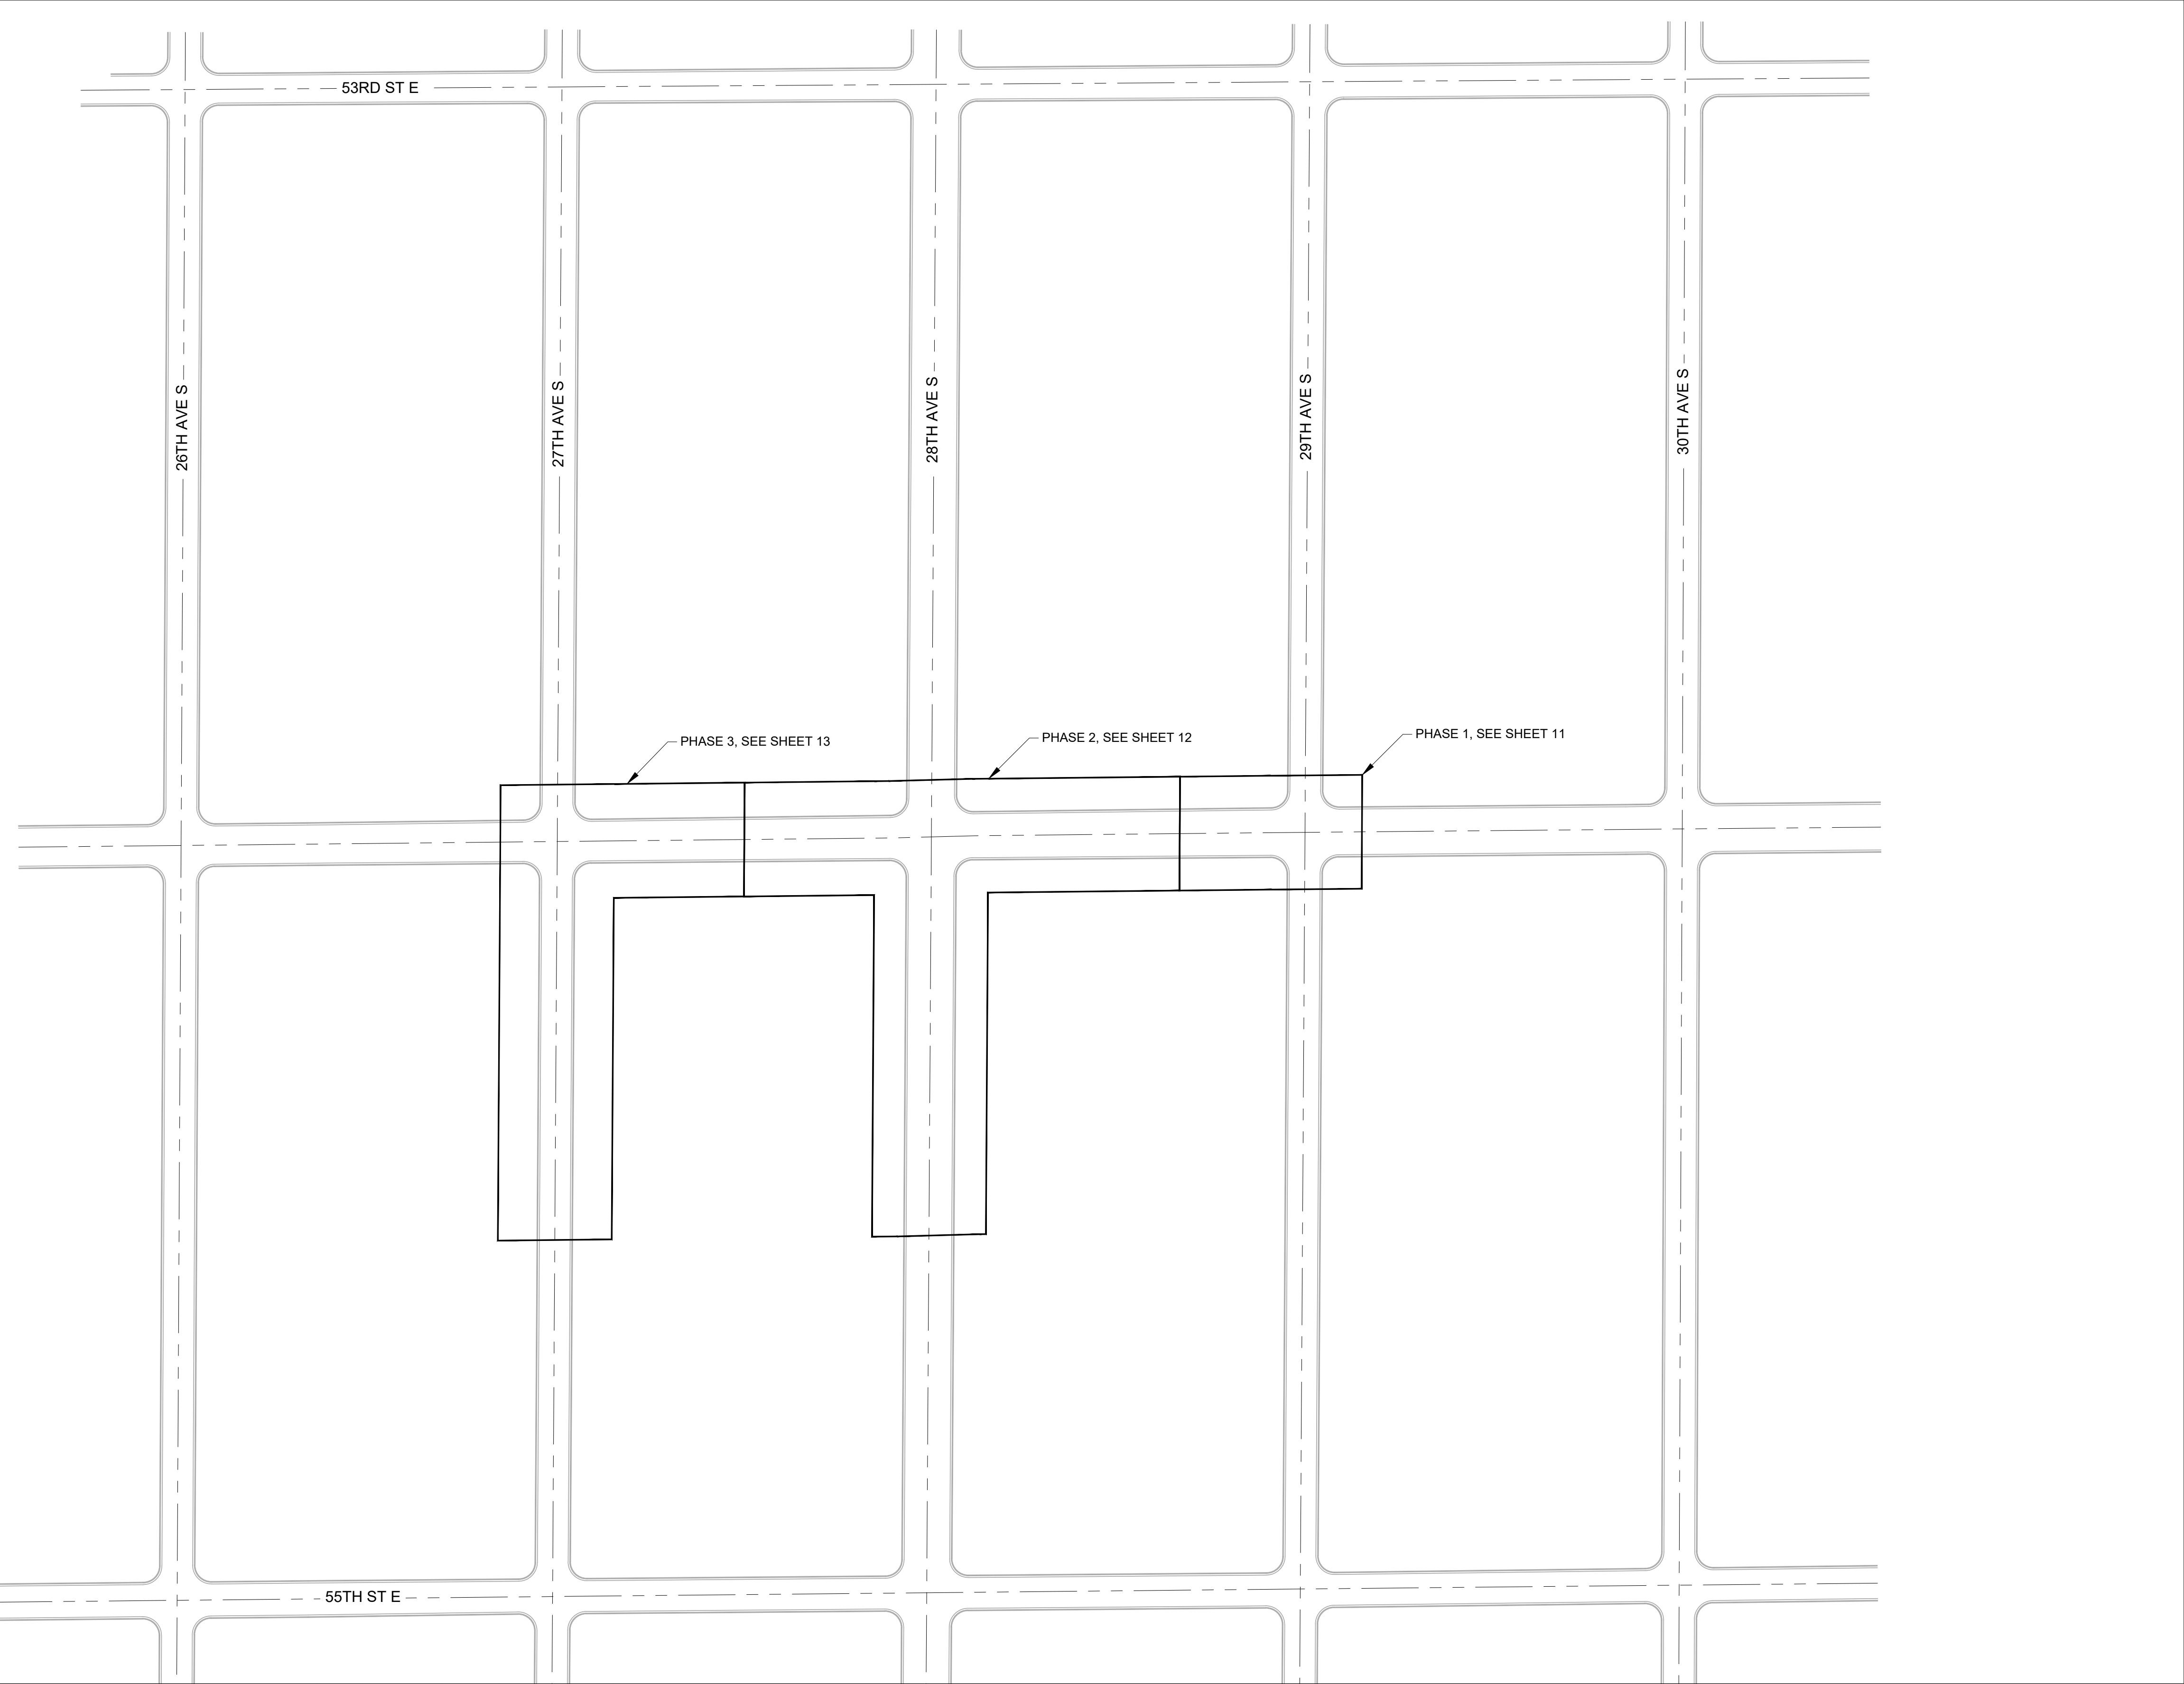 53RD ST E
26TH AVE S
27TH AVE S
28TH AVE S
29TH AVE S
30TH AVE S
PHASE 3, SEE SHEET 13
PHASE 2, SEE SHEET 12
PHASE 1, SEE SHEET 11
55TH ST E